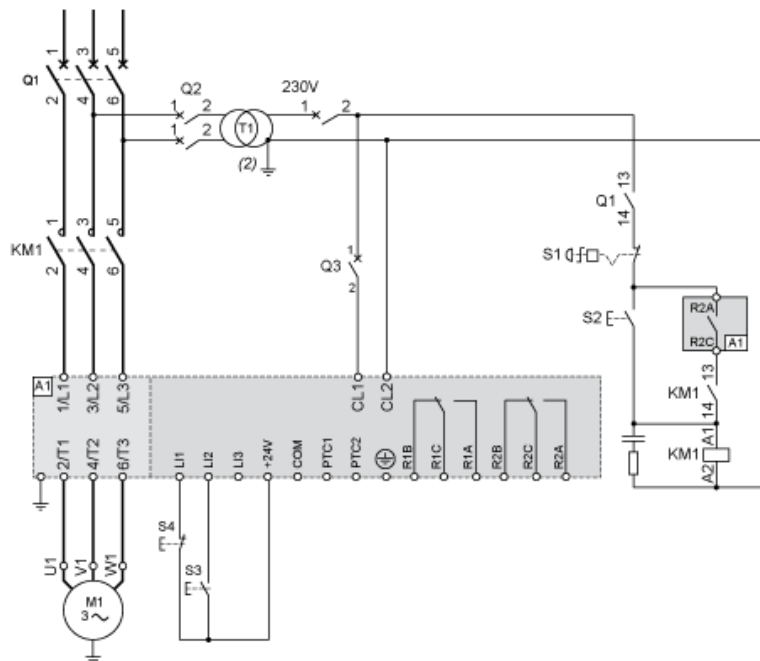 1 3 5
Q1
2 4 6
Q2
1 2
1 2
T1
(2)
230V
1 2
13
Q1
14
S1
1 3 5
KM1
2 4 6
1
Q3
2
S2
R2A
R2C
A1
13
KM1
14
A1
KM1
A2
A1
1/L1 3/L2 5/L3
CL1 CL2
2/T1 4/T2 6/T3
LI1 LI2 LI3 +24V COM PTC1 PTC2 R1B R1C R1A R2B R2C R2A
S4
S3
U1 V1 W1
M1
3